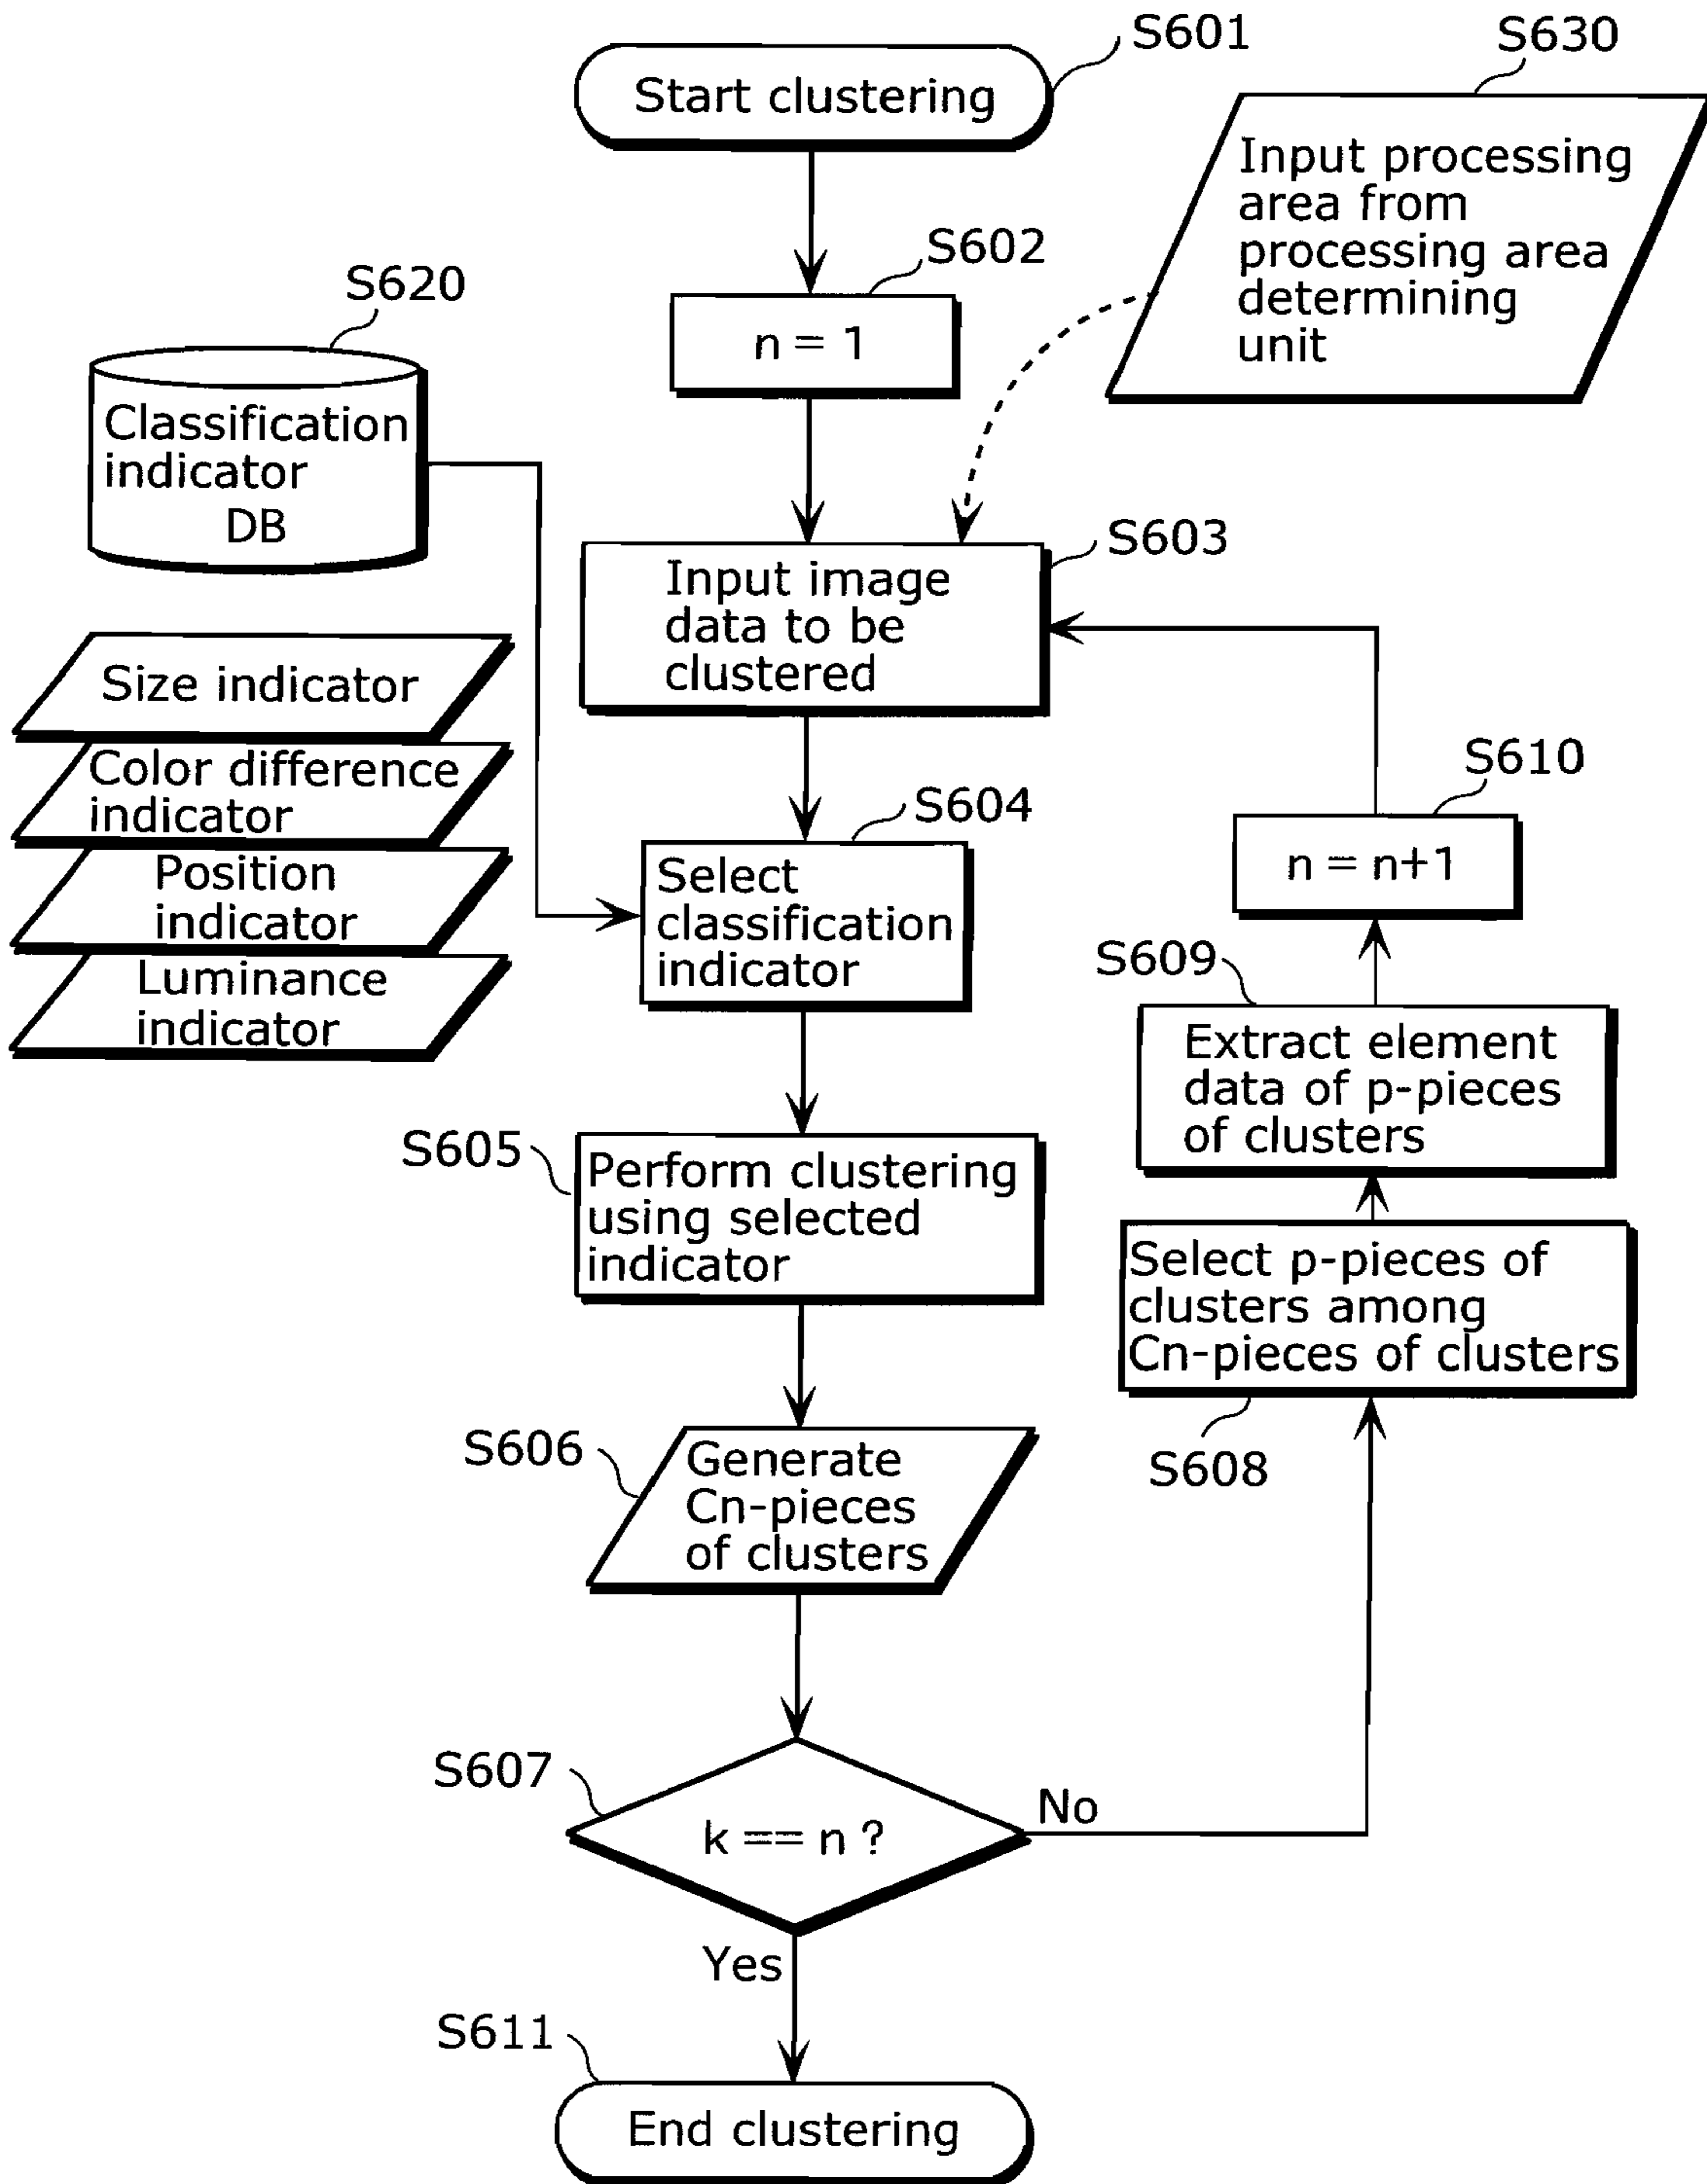 S601
Start clustering
S630
Input processing
area from
processing area
determining
unit
S602
n = 1
S620
Classification
indicator
DB
S603
Input image
data to be
clustered
Size indicator
Color difference
indicator
Position
indicator
Luminance
indicator
S604
Select
classification
indicator
S610
n = n+1
S609
Extract element
data of p-pieces
of clusters
S605
Perform clustering
using selected
indicator
Select p-pieces of
clusters among
Cn-pieces of clusters
S608
S606
Generate
Cn-pieces
of clusters
S607
k == n ?
No
Yes
S611
End clustering